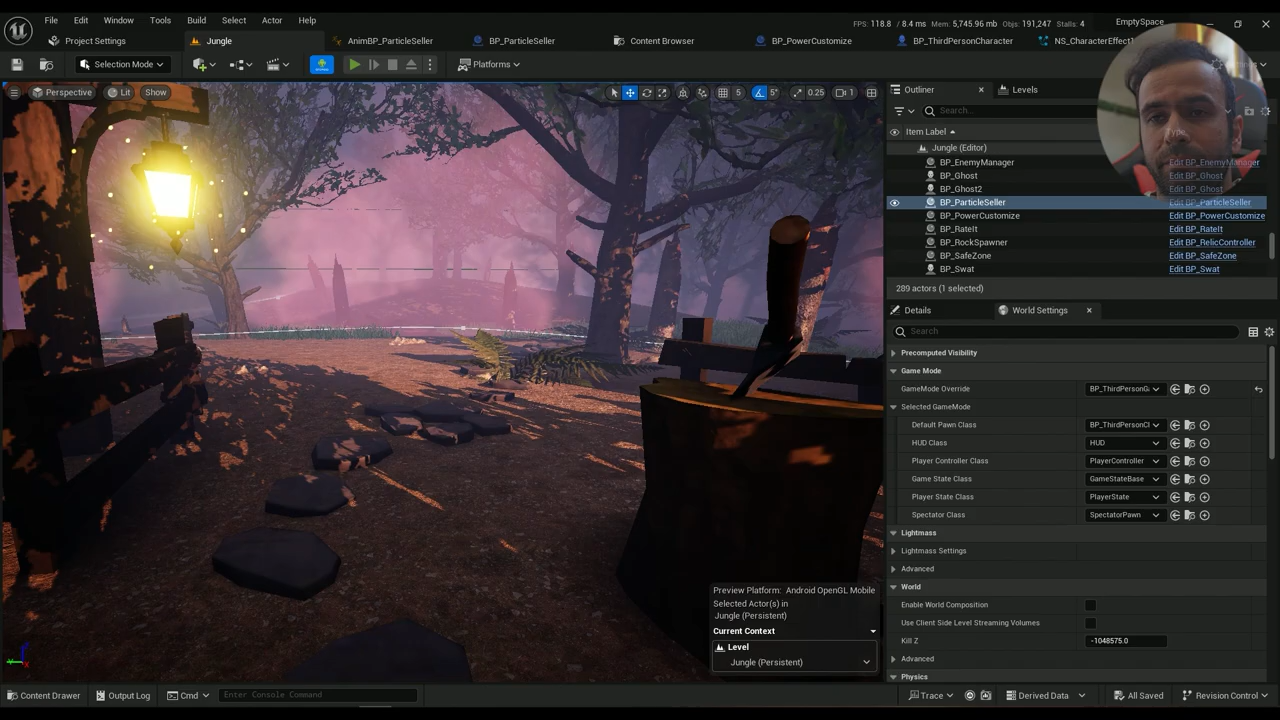 File Edit Window Tools Build Select Actor Help
FPS: 118.8 / 8.4 ms Mem: 5,745.96 mb Objs: 191,247 Stalls: 4
EmptySpace
Project Settings
Jungle
AnimBP_ParticleSeller
BP_ParticleSeller
Content Browser
BP_PowerCustomize
BP_ThirdPersonCharacter
NS_CharacterEffect1
Selection Mode
Platforms
Perspective Lit Show
5 5° 0.25 1
Outliner
Levels
Search...
Item Label
Type
Jungle (Editor)
BP_EnemyManager Edit BP_EnemyManager
BP_Ghost Edit BP_Ghost
BP_Ghost2 Edit BP_Ghost
BP_ParticleSeller Edit BP_ParticleSeller
BP_PowerCustomize Edit BP_PowerCustomize
BP_RateIt Edit BP_RateIt
BP_RockSpawner Edit BP_RelicController
BP_SafeZone Edit BP_SafeZone
BP_Swat Edit BP_Swat
289 actors (1 selected)
Details
World Settings
Search
Precomputed Visibility
Game Mode
GameMode Override BP_ThirdPersonG
Selected GameMode
Default Pawn Class BP_ThirdPersonCl
HUD Class HUD
Player Controller Class PlayerController
Game State Class GameStateBase
Player State Class PlayerState
Spectator Class SpectatorPawn
Lightmass
Lightmass Settings
Advanced
World
Enable World Composition
Use Client Side Level Streaming Volumes
Kill Z -1048575.0
Advanced
Physics
Preview Platform: Android OpenGL Mobile
Selected Actor(s) in
Jungle (Persistent)
Current Context
Level
Jungle (Persistent)
Content Drawer
Output Log
Cmd
Enter Console Command
Trace
Derived Data
All Saved
Revision Control